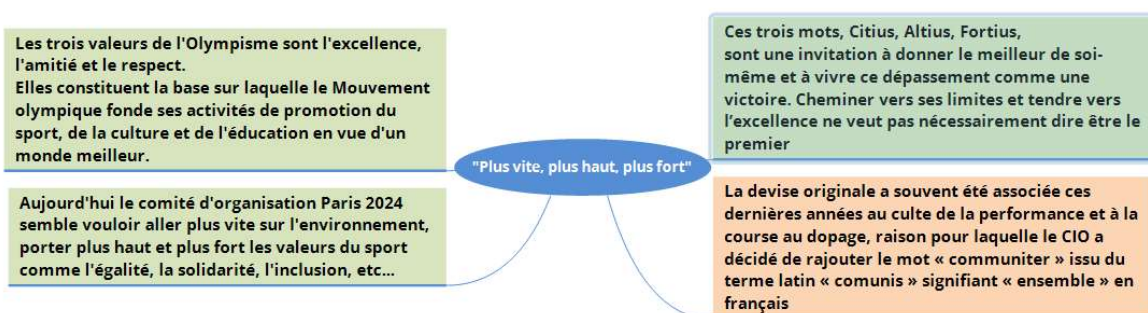 Les trois valeurs de l'Olympisme sont l'excellence,
l'amitié et le respect.
Elles constituent la base sur laquelle le Mouvement
olympique fonde ses activités de promotion du
sport, de la culture et de l'éducation en vue d'un
monde meilleur.
Aujourd'hui le comité d'organisation Paris 2024
semble vouloir aller plus vite sur l'environnement,
porter plus haut et plus fort les valeurs du sport
comme l'égalité, la solidarité, l'inclusion, etc...
"Plus vite, plus haut, plus fort"
Ces trois mots, Citius, Altius, Fortius,
sont une invitation à donner le meilleur de soi-
même et à vivre ce dépassement comme une
victoire. Cheminer vers ses limites et tendre vers
l’excellence ne veut pas nécessairement dire être le
premier
La devise originale a souvent été associée ces
dernières années au culte de la performance et à la
course au dopage, raison pour laquelle le CIO a
décidé de rajouter le mot « communiter » issu du
terme latin « comunis » signifiant « ensemble » en
français